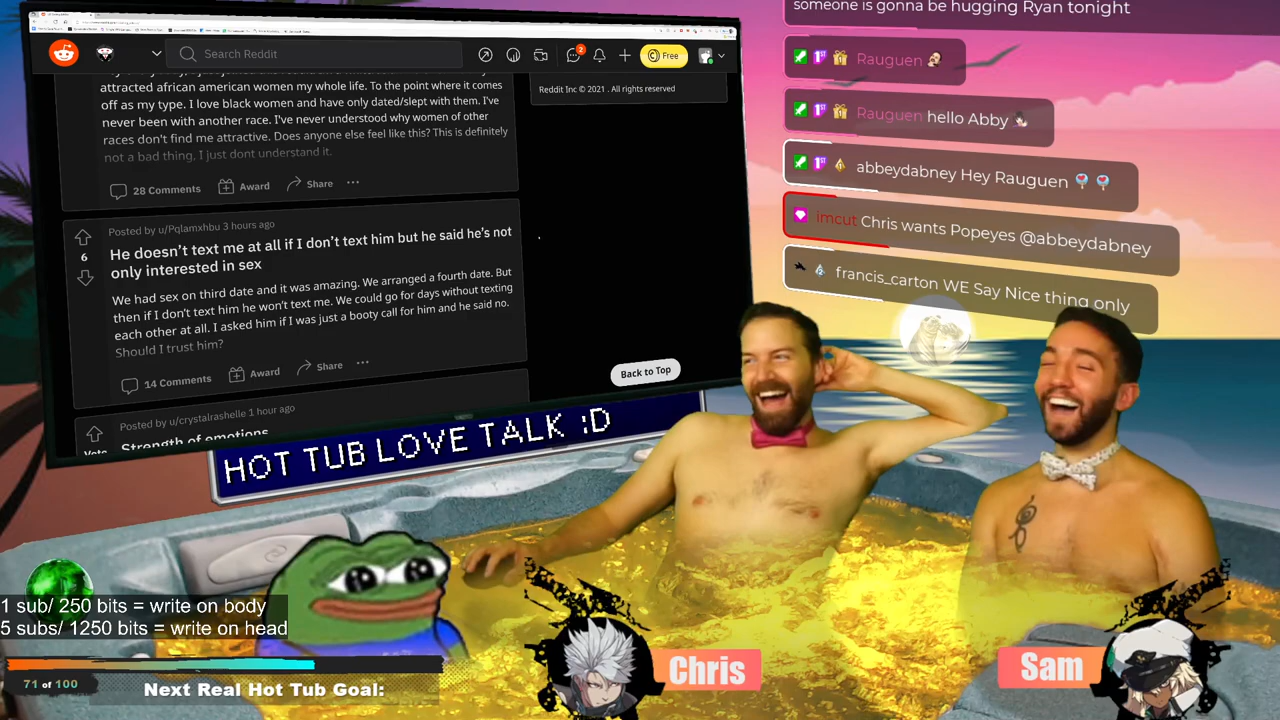 Search Reddit
2
Free
attracted african american women my whole life. To the point where it comes
off as my type. I love black women and have only dated/slept with them. I've
never been with another race. I've never understood why women of other
races don't find me attractive. Does anyone else feel like this? This is definitely
not a bad thing. I just dont understand it.
28 Comments
Award
Share
Reddit Inc © 2021 . All rights reserved
Posted by u/Pqlamxhbu 3 hours ago
6
He doesn't text me at all if I don't text him but he said he's not
only interested in sex
We had sex on third date and it was amazing. We arranged a fourth date. But
then if I don't text him he won't text me. We could go for days without texting
each other at all. I asked him if I was just a booty call for him and he said no.
Should I trust him?
14 Comments
Award
Share
Back to Top
Posted by u/crystalrashelle 1 hour ago
Strength of emotions
Vote
HOT TUB LOVE TALK :D
someone is gonna be hugging Ryan tonight
Rauguen
Rauguen hello Abby
abbeydabney Hey Rauguen
imcut Chris wants Popeyes @abbeydabney
francis_carton WE Say Nice thing only
1 sub/ 250 bits = write on body
5 subs/ 1250 bits = write on head
71 of 100
Next Real Hot Tub Goal:
Chris
Sam